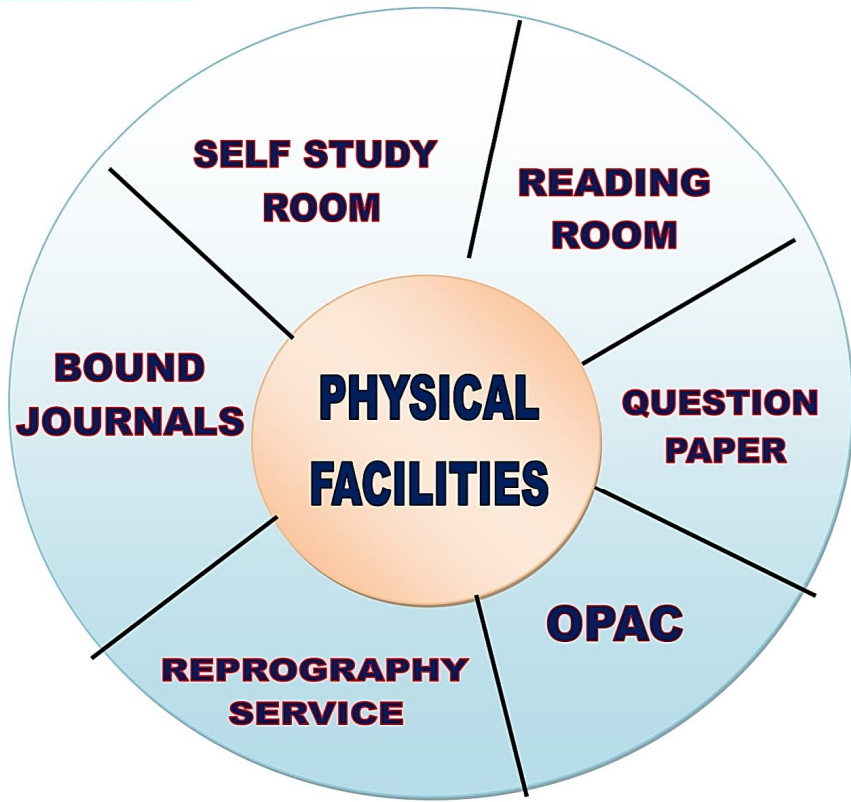 SELF STUDY
ROOM
READING
ROOM
BOUND
JOURNALS
PHYSICAL
FACILITIES
QUESTION
PAPER
OPAC
REPROGRAPHY
SERVICE